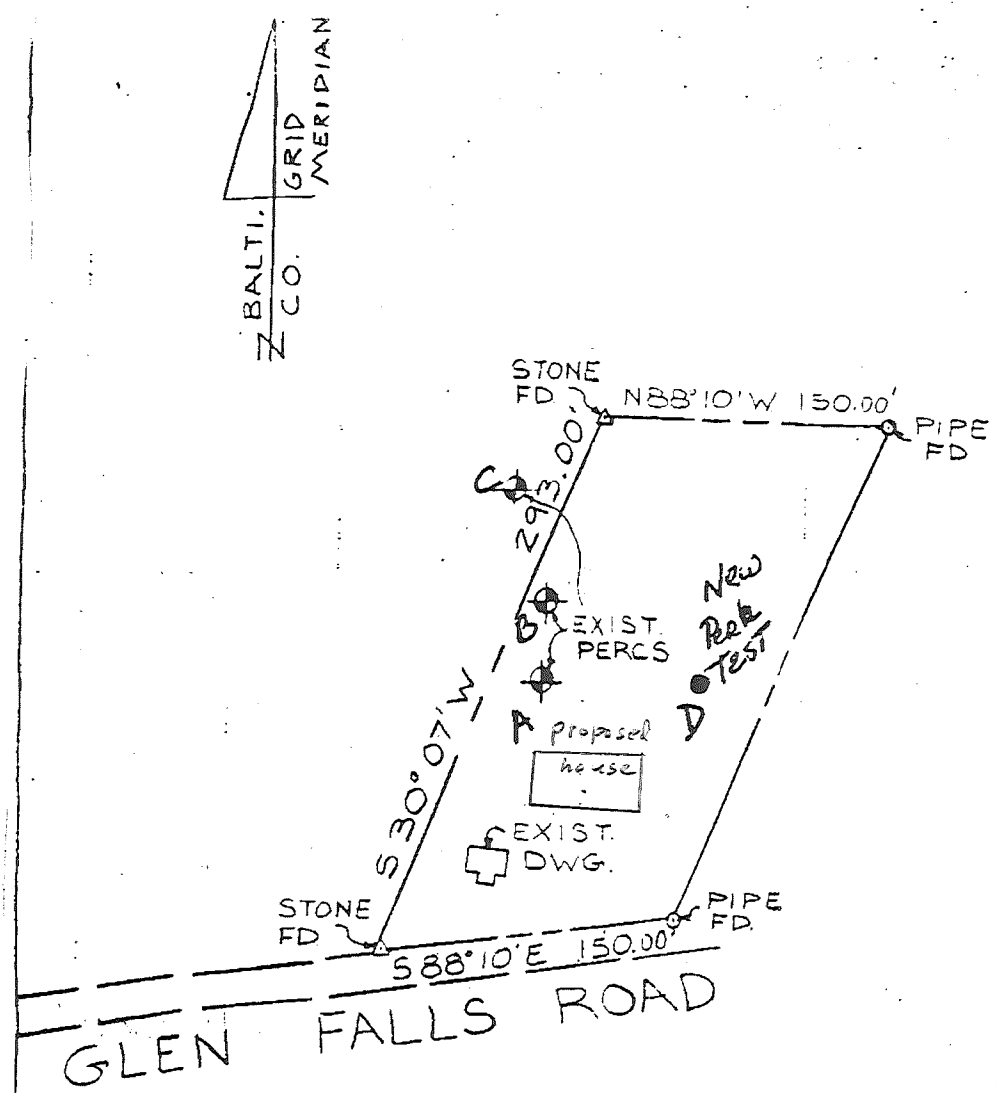 BALTI.
CO.
GRID
MERIDIAN
N
STONE
FD
N88°10'W 150.00'
PIPE
FD
C
293.00'
New
Perk
TEST
B
EXIST.
PERCS
S 30°07'W
A
D
proposed
house
EXIST.
DWG.
STONE
FD
PIPE
FD.
S88°10'E 150.00'
GLEN FALLS ROAD